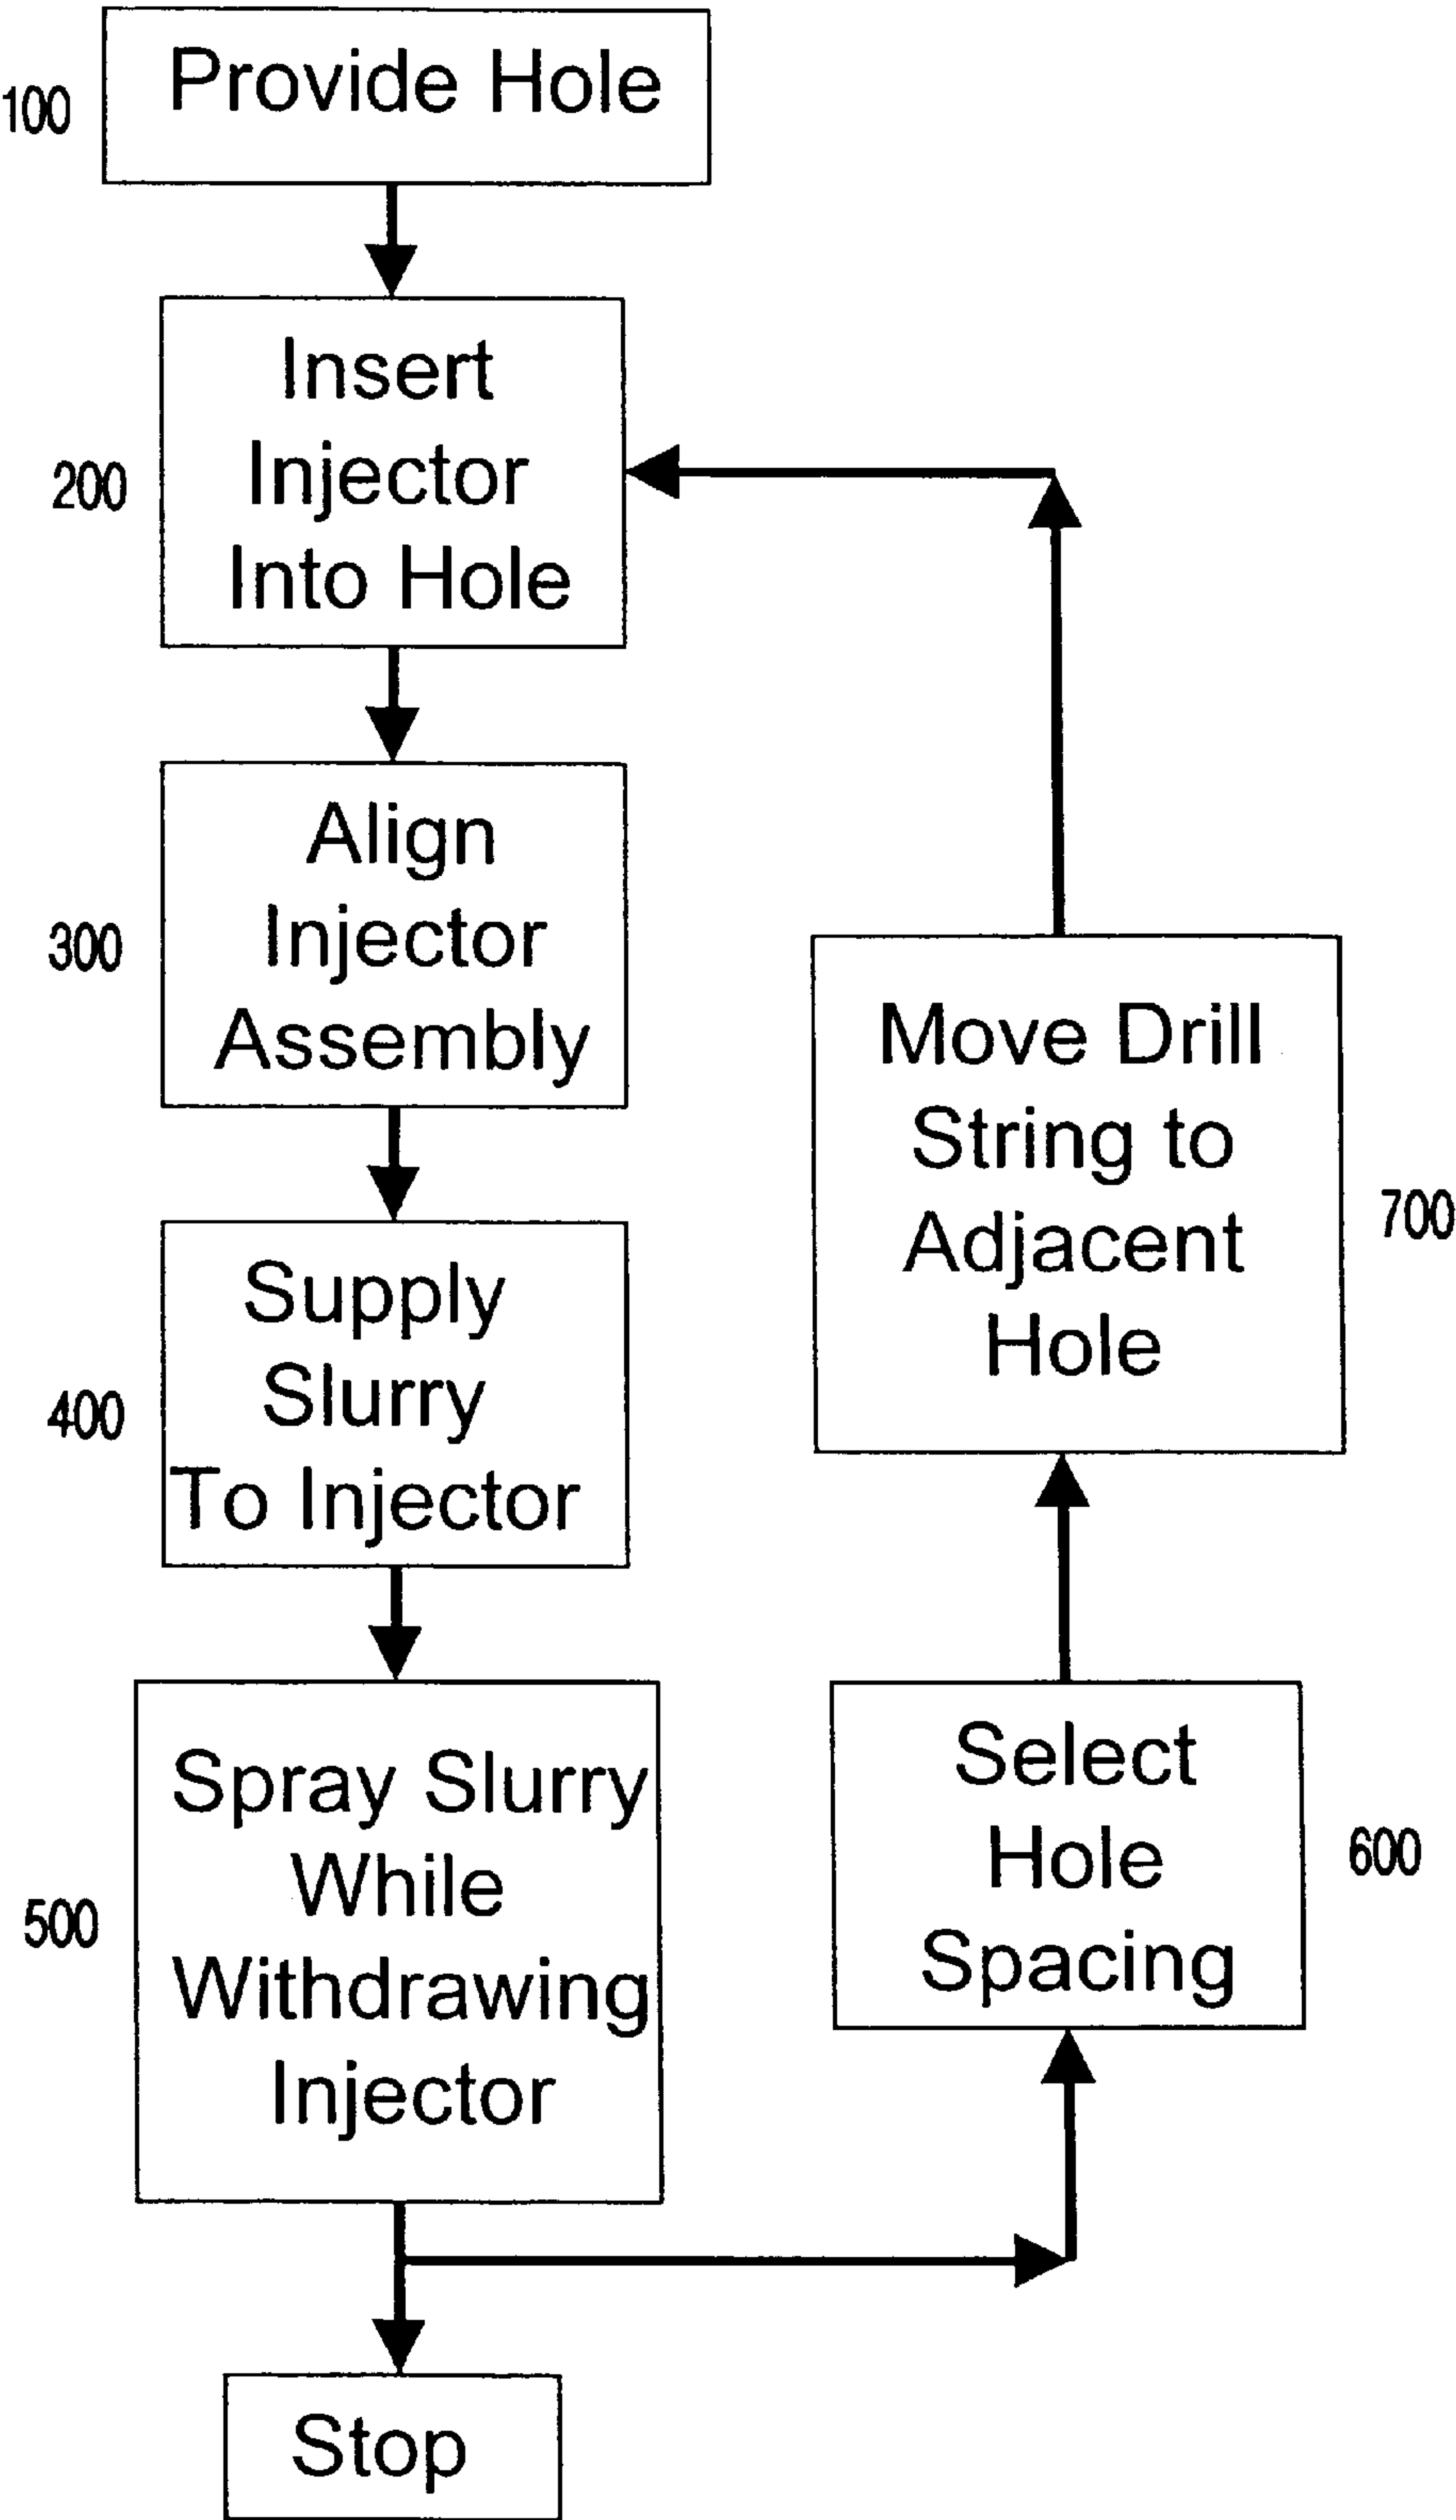 100
Provide Hole
200
Insert
Injector
Into Hole
300
Align
Injector
Assembly
400
Supply
Slurry
To Injector
500
Spray Slurry
While
Withdrawing
Injector
Stop
600
Select
Hole
Spacing
700
Move Drill
String to
Adjacent
Hole